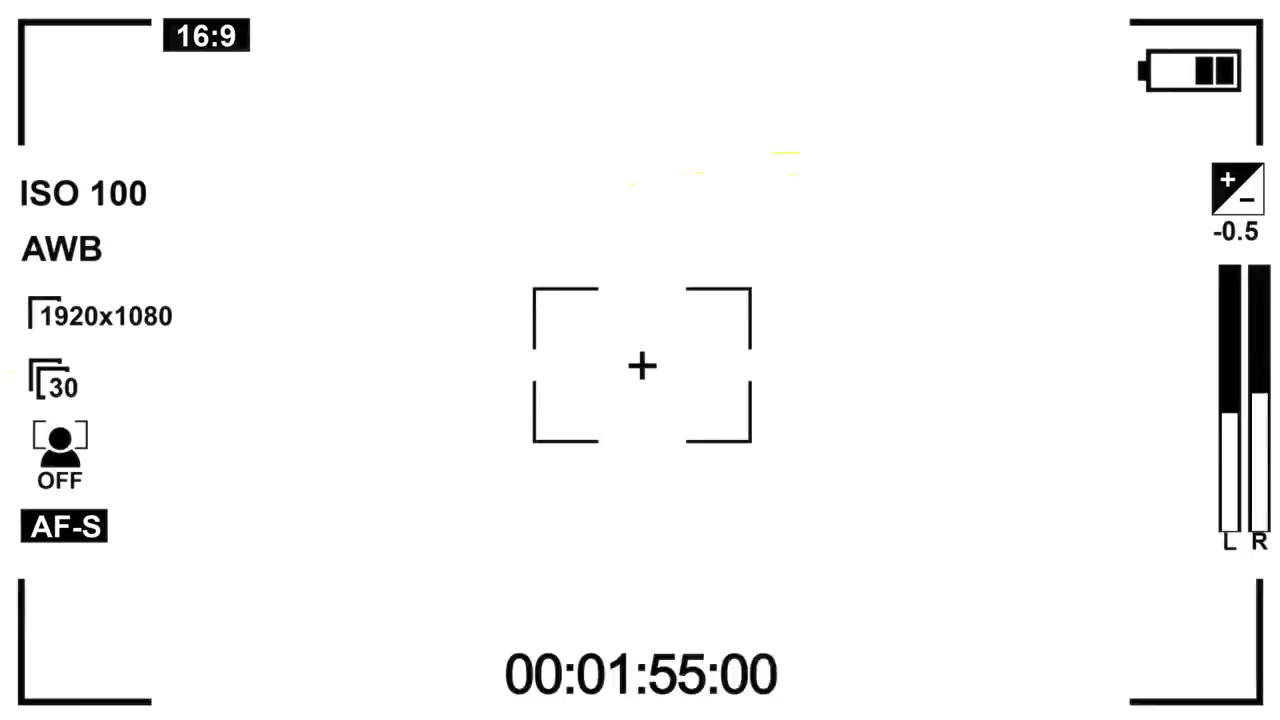 16:9
ISO 100
AWB
1920x1080
30
OFF
AF-S
+
-
-0.5
L R
00:01:55:00